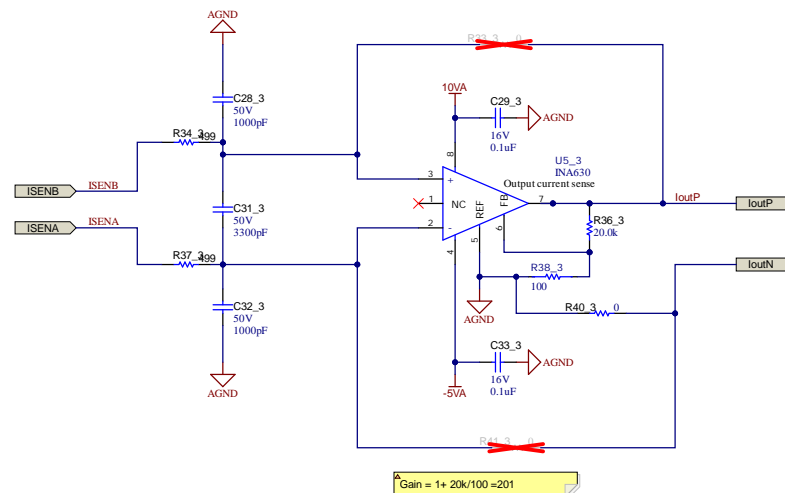 AGND
R33_3 0
10VA
C29_3
AGND
16V
0.1uF
C28_3
50V
1000pF
R34_3 499
8
U5_3
INA630
Output current sense
3
+
ISENB
ISENB
1
NC
REF
FB
7
IoutP
IoutP
C31_3
50V
3300pF
ISENA
ISENA
2
-
6
R36_3
20.0k
5
4
R37_3 499
R38_3
100
IoutN
C32_3
50V
1000pF
AGND
R40_3 0
C33_3
AGND
16V
0.1uF
AGND
-5VA
R41_3 0
Gain = 1+ 20k/100 =201